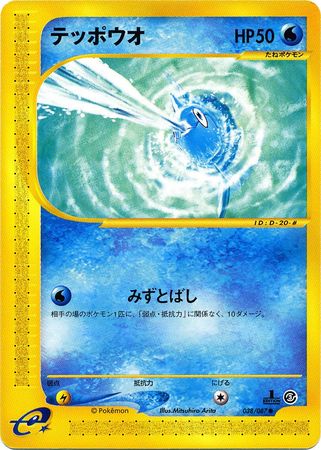 テッポウオ HP50
たねポケモン
ID:D-20-#
みずとばし
相手の場のポケモン1匹に、「弱点・抵抗力」に関係なく、10ダメージ。
弱点 抵抗力 にげる
©Pokémon Illus.Mitsuhiro Arita 038/087 ●
1 EDITION
e